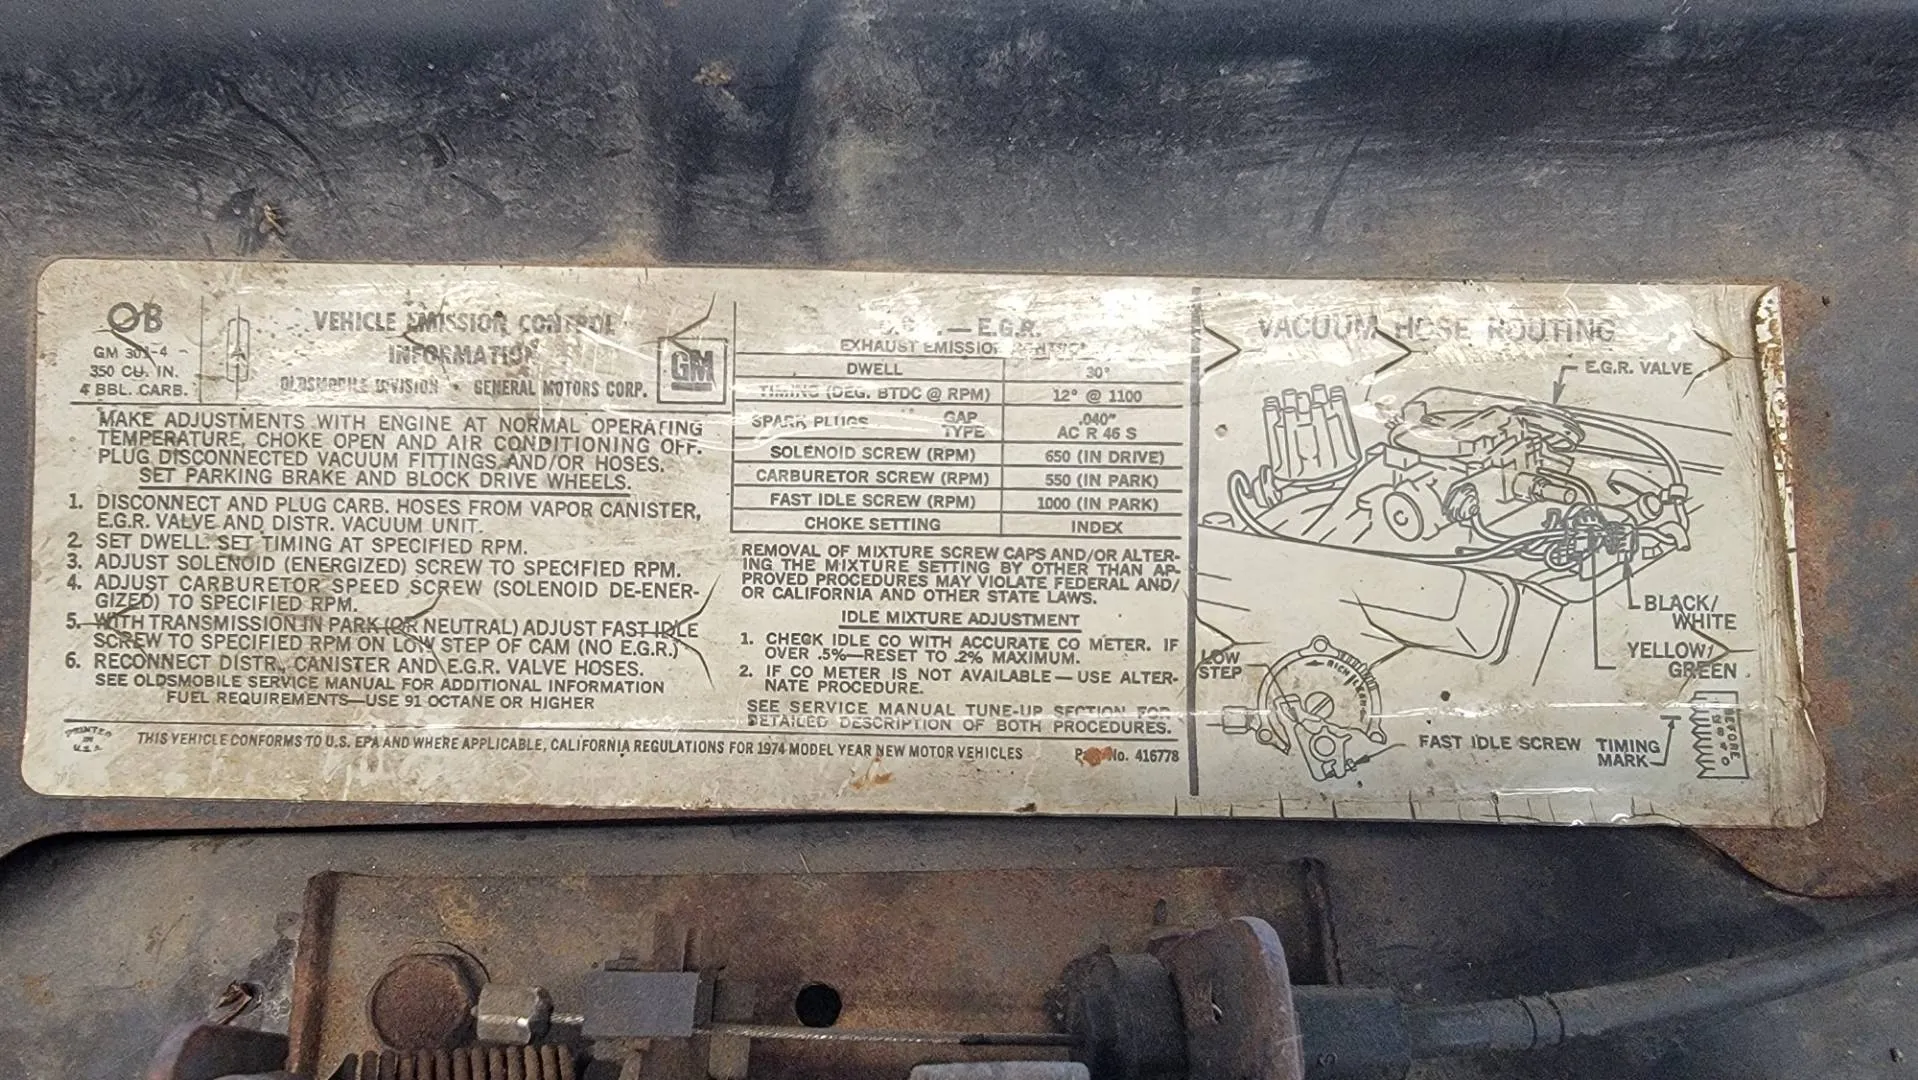 OB
GM 301-4
350 CU. IN.
4 BBL. CARB.
VEHICLE EMISSION CONTROL
INFORMATION
OLDSMOBILE DIVISION • GENERAL MOTORS CORP.
GM
MAKE ADJUSTMENTS WITH ENGINE AT NORMAL OPERATING
TEMPERATURE, CHOKE OPEN AND AIR CONDITIONING OFF.
PLUG DISCONNECTED VACUUM FITTINGS AND/OR HOSES.
SET PARKING BRAKE AND BLOCK DRIVE WHEELS.
1. DISCONNECT AND PLUG CARB. HOSES FROM VAPOR CANISTER,
E.G.R. VALVE AND DISTR. VACUUM UNIT.
2. SET DWELL. SET TIMING AT SPECIFIED RPM.
3. ADJUST SOLENOID (ENERGIZED) SCREW TO SPECIFIED RPM.
4. ADJUST CARBURETOR SPEED SCREW (SOLENOID DE-ENER-
GIZED) TO SPECIFIED RPM.
5. WITH TRANSMISSION IN PARK (OR NEUTRAL) ADJUST FAST IDLE
SCREW TO SPECIFIED RPM ON LOW STEP OF CAM (NO E.G.R.)
6. RECONNECT DISTR., CANISTER AND E.G.R. VALVE HOSES.
SEE OLDSMOBILE SERVICE MANUAL FOR ADDITIONAL INFORMATION
FUEL REQUIREMENTS—USE 91 OCTANE OR HIGHER
PRINTED
IN
U.S.A.
THIS VEHICLE CONFORMS TO U.S. EPA AND WHERE APPLICABLE, CALIFORNIA REGULATIONS FOR 1974 MODEL YEAR NEW MOTOR VEHICLES
No. 416778
— E.G.R.
EXHAUST EMISSION CONTROL
DWELL 30°
TIMING (DEG. BTDC @ RPM) 12° @ 1100
SPARK PLUGS GAP .040"
TYPE AC R 46 S
SOLENOID SCREW (RPM) 650 (IN DRIVE)
CARBURETOR SCREW (RPM) 550 (IN PARK)
FAST IDLE SCREW (RPM) 1000 (IN PARK)
CHOKE SETTING INDEX
REMOVAL OF MIXTURE SCREW CAPS AND/OR ALTER-
ING THE MIXTURE SETTING BY OTHER THAN AP-
PROVED PROCEDURES MAY VIOLATE FEDERAL AND/
OR CALIFORNIA AND OTHER STATE LAWS.
IDLE MIXTURE ADJUSTMENT
1. CHECK IDLE CO WITH ACCURATE CO METER. IF
OVER .5%—RESET TO .2% MAXIMUM.
2. IF CO METER IS NOT AVAILABLE — USE ALTER-
NATE PROCEDURE.
SEE SERVICE MANUAL TUNE-UP SECTION FOR
DETAILED DESCRIPTION OF BOTH PROCEDURES.
VACUUM HOSE ROUTING
E.G.R. VALVE
BLACK/
WHITE
YELLOW/
GREEN
LOW
STEP
RICH
FAST IDLE SCREW
TIMING
MARK
BEFORE
0